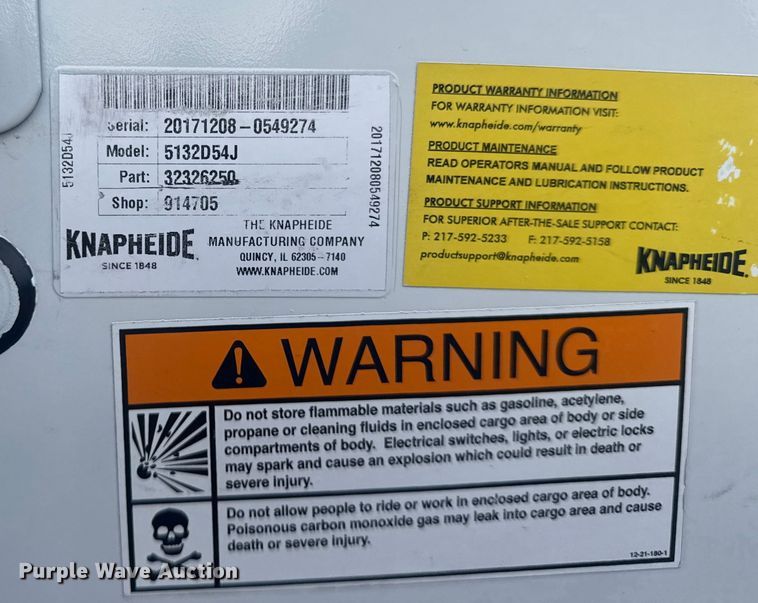 Serial: 20171208-0549274
Model: 5132D54J
Part: 32326250
Shop: 914705
5132D54J
201712080549274
KNAPHEIDE
SINCE 1848
THE KNAPHEIDE
MANUFACTURING COMPANY
QUINCY, IL 62305-7140
WWW.KNAPHEIDE.COM
PRODUCT WARRANTY INFORMATION
FOR WARRANTY INFORMATION VISIT:
www.knapheide.com/warranty
PRODUCT MAINTENANCE
READ OPERATORS MANUAL AND FOLLOW PRODUCT
MAINTENANCE AND LUBRICATION INSTRUCTIONS.
PRODUCT SUPPORT INFORMATION
FOR SUPERIOR AFTER-THE-SALE SUPPORT CONTACT:
P: 217-592-5233 F: 217-592-5158
productsupport@knapheide.com
KNAPHEIDE.
SINCE 1848
WARNING
Do not store flammable materials such as gasoline, acetylene,
propane or cleaning fluids in enclosed cargo area of body or side
compartments of body. Electrical switches, lights, or electric locks
may spark and cause an explosion which could result in death or
severe injury.
Do not allow people to ride or work in enclosed cargo area of body.
Poisonous carbon monoxide gas may leak into cargo area and cause
death or severe injury.
12-21-180-1
Purple Wave Auction